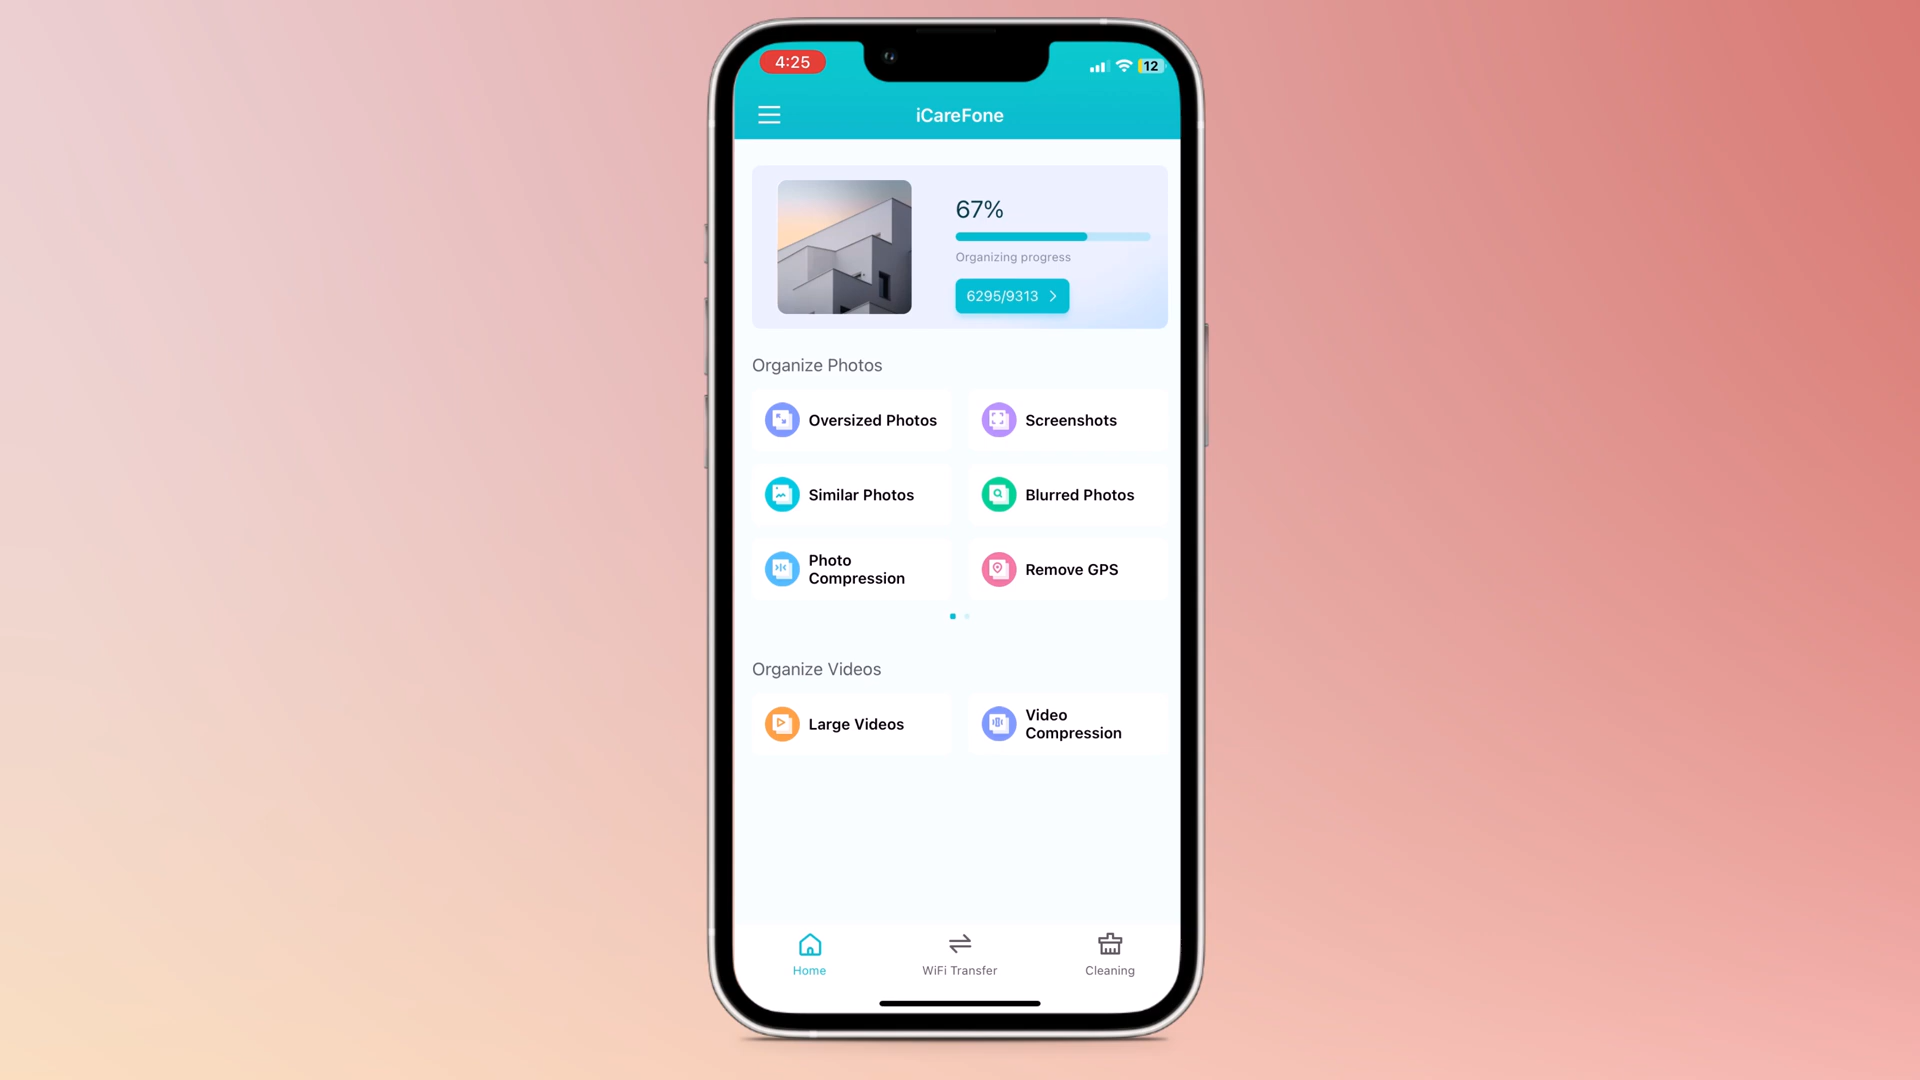 4:25
12
iCareFone
67%
Organizing progress
6295/9313
Organize Photos
Oversized Photos
Screenshots
Similar Photos
Blurred Photos
Photo
Compression
Remove GPS
Organize Videos
Large Videos
Video
Compression
Home
WiFi Transfer
Cleaning